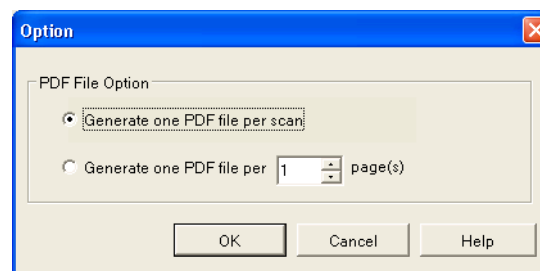 Option
PDF File Option
Generate one PDF file per scan
Generate one PDF file per 1 page(s)
OK Cancel Help